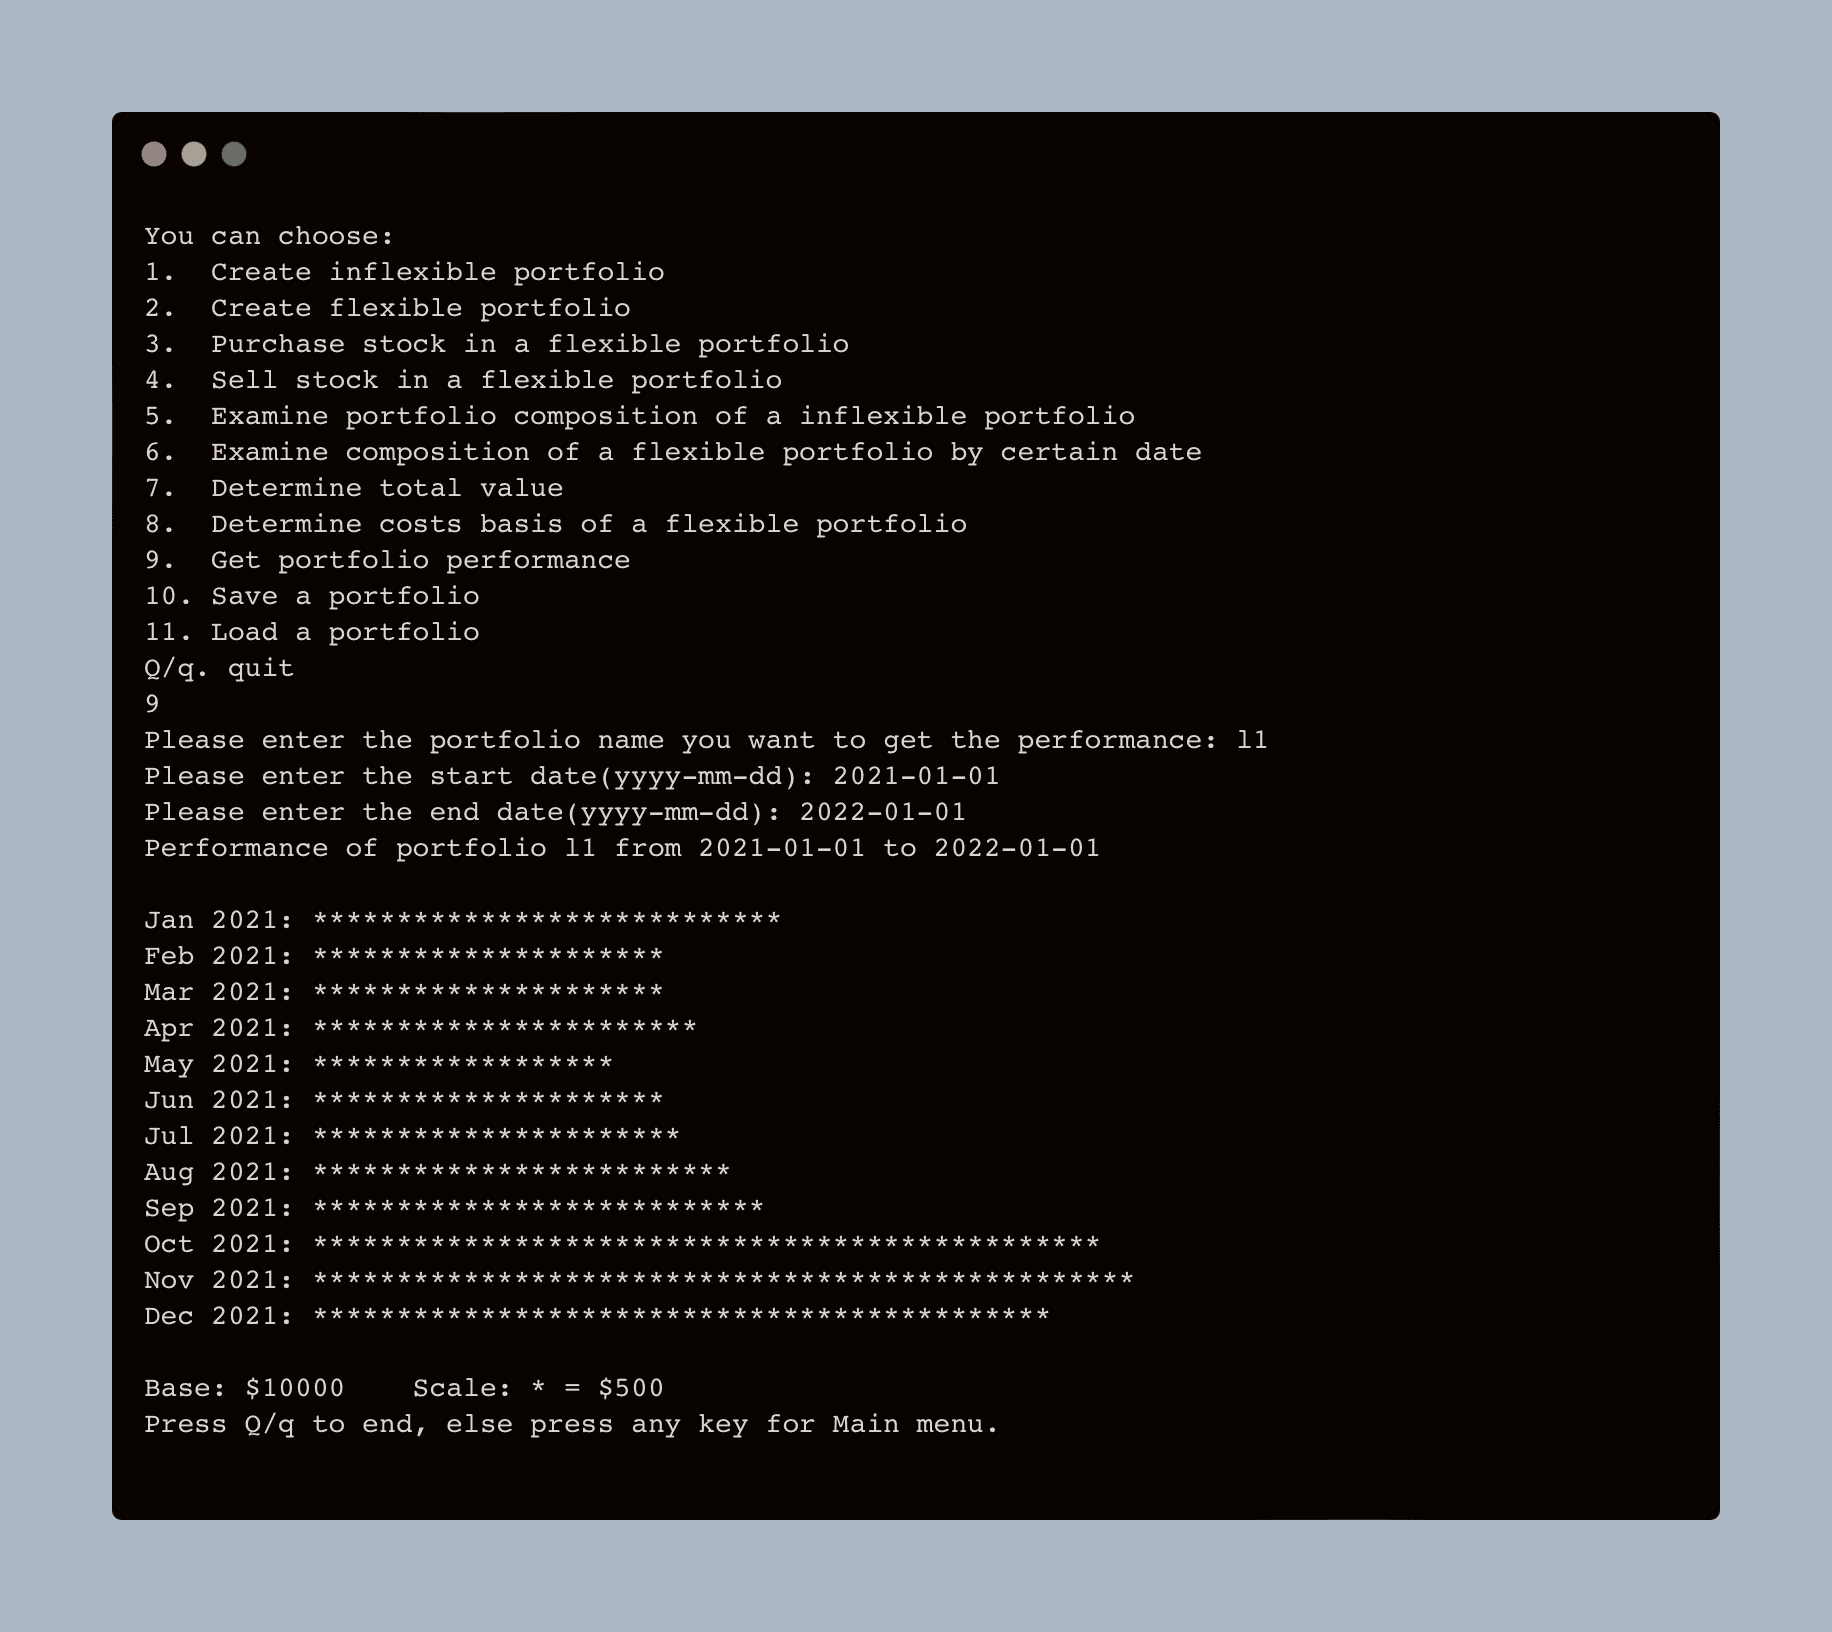 You can choose:
1.  Create inflexible portfolio
2.  Create flexible portfolio
3.  Purchase stock in a flexible portfolio
4.  Sell stock in a flexible portfolio
5.  Examine portfolio composition of a inflexible portfolio
6.  Examine composition of a flexible portfolio by certain date
7.  Determine total value
8.  Determine costs basis of a flexible portfolio
9.  Get portfolio performance
10. Save a portfolio
11. Load a portfolio
Q/q. quit
9
Please enter the portfolio name you want to get the performance: l1
Please enter the start date(yyyy-mm-dd): 2021-01-01
Please enter the end date(yyyy-mm-dd): 2022-01-01
Performance of portfolio l1 from 2021-01-01 to 2022-01-01
Jan 2021: ****************************
Feb 2021: *********************
Mar 2021: *********************
Apr 2021: ***********************
May 2021: ******************
Jun 2021: *********************
Jul 2021: **********************
Aug 2021: *************************
Sep 2021: ***************************
Oct 2021: ***********************************************
Nov 2021: *************************************************
Dec 2021: ********************************************
Base: $10000    Scale: * = $500
Press Q/q to end, else press any key for Main menu.